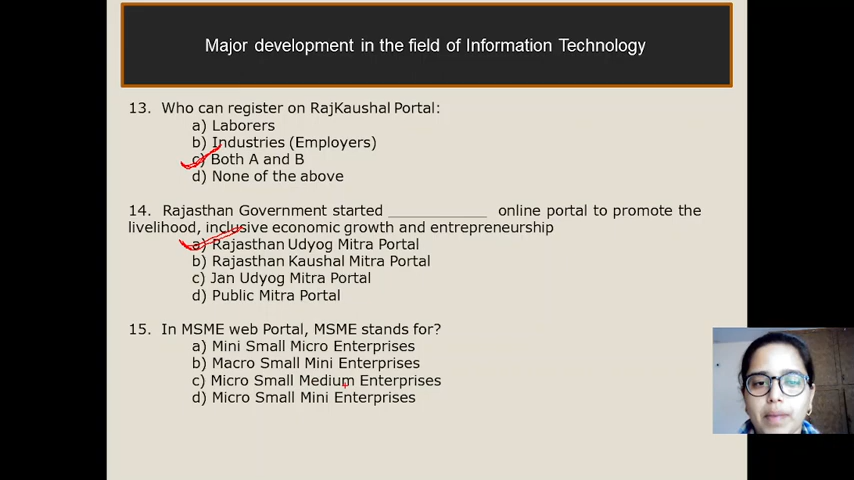 Major development in the field of Information Technology
13. Who can register on RajKaushal Portal:
a) Laborers
b) Industries (Employers)
c) Both A and B
d) None of the above
14. Rajasthan Government started ____________ online portal to promote the
livelihood, inclusive economic growth and entrepreneurship
a) Rajasthan Udyog Mitra Portal
b) Rajasthan Kaushal Mitra Portal
c) Jan Udyog Mitra Portal
d) Public Mitra Portal
15. In MSME web Portal, MSME stands for?
a) Mini Small Micro Enterprises
b) Macro Small Mini Enterprises
c) Micro Small Medium Enterprises
d) Micro Small Mini Enterprises